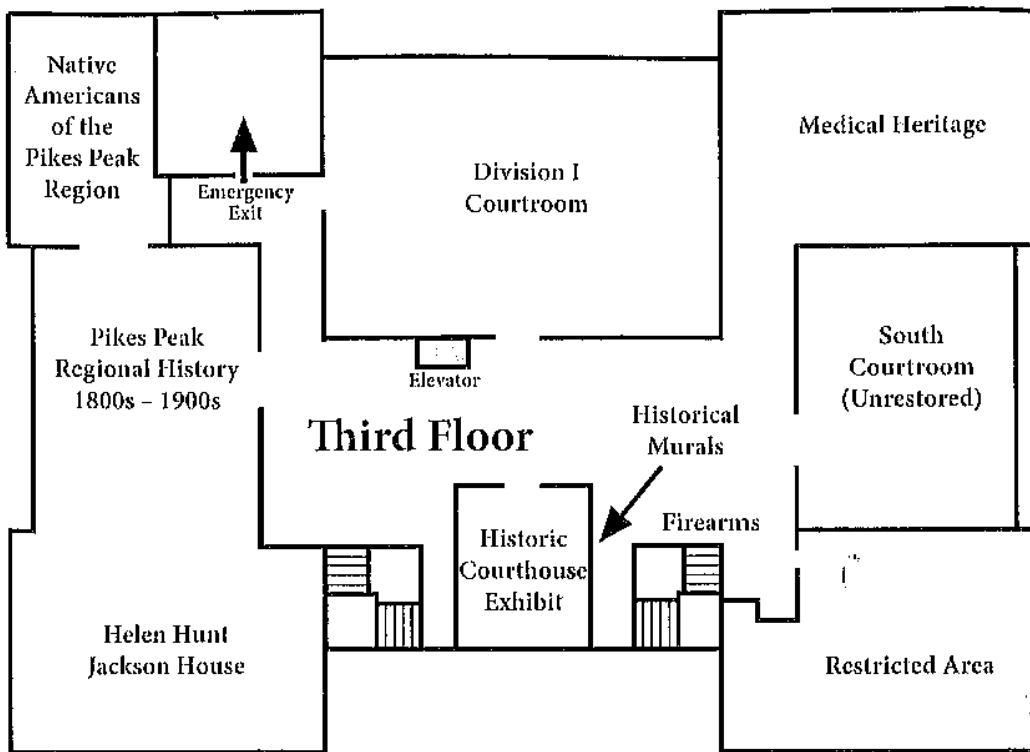 Native
Americans
of the
Pikes Peak
Region
Emergency
Exit
Division I
Courtroom
Medical Heritage
Pikes Peak
Regional History
1800s – 1900s
Elevator
South
Courtroom
(Unrestored)
Third Floor
Historical
Murals
Firearms
Historic
Courthouse
Exhibit
Helen Hunt
Jackson House
Restricted Area